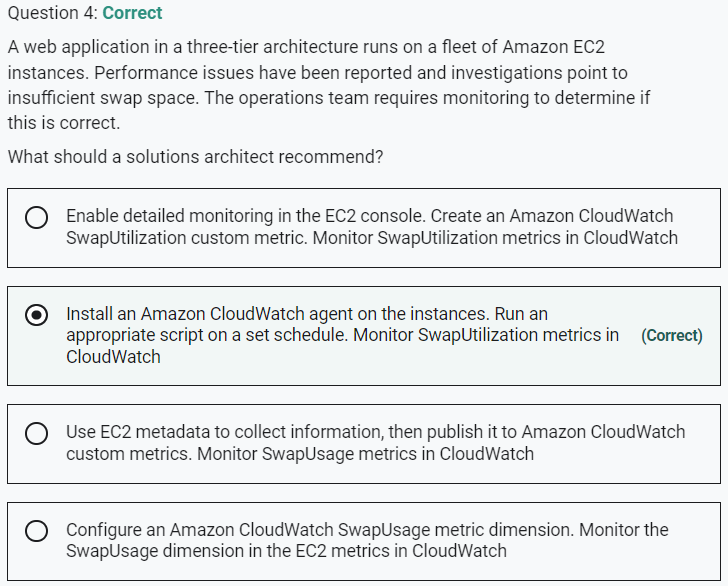 Question 4: Correct
A web application in a three-tier architecture runs on a fleet of Amazon EC2
instances. Performance issues have been reported and investigations point to
insufficient swap space. The operations team requires monitoring to determine if
this is correct.
What should a solutions architect recommend?
Enable detailed monitoring in the EC2 console. Create an Amazon CloudWatch
SwapUtilization custom metric. Monitor SwapUtilization metrics in CloudWatch
Install an Amazon CloudWatch agent on the instances. Run an
appropriate script on a set schedule. Monitor SwapUtilization metrics in (Correct)
CloudWatch
Use EC2 metadata to collect information, then publish it to Amazon CloudWatch
custom metrics. Monitor SwapUsage metrics in CloudWatch
Configure an Amazon CloudWatch SwapUsage metric dimension. Monitor the
SwapUsage dimension in the EC2 metrics in CloudWatch